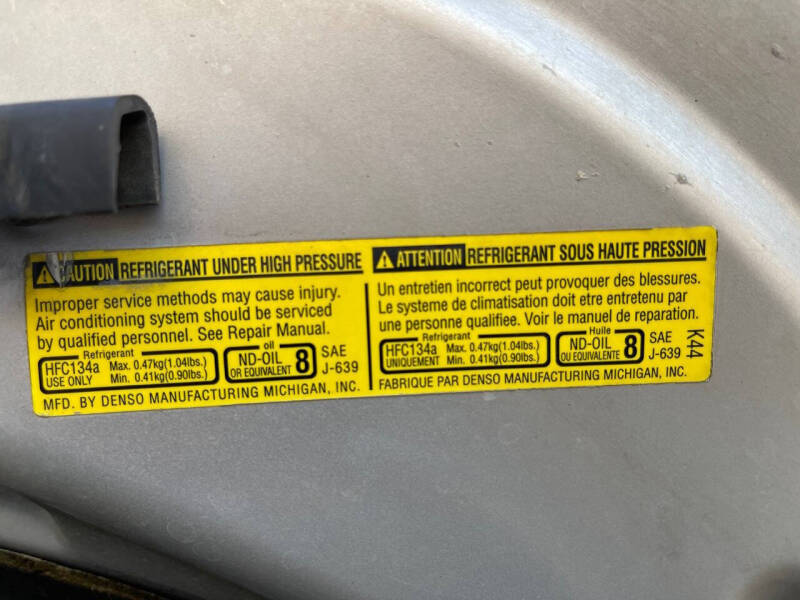 CAUTION REFRIGERANT UNDER HIGH PRESSURE
Improper service methods may cause injury.
Air conditioning system should be serviced
by qualified personnel. See Repair Manual.
Refrigerant
HFC134a Max. 0.47kg(1.04lbs.)
USE ONLY Min. 0.41kg(0.90lbs.)
oil
ND-OIL 8
OR EQUIVALENT
SAE
J-639
MFD. BY DENSO MANUFACTURING MICHIGAN, INC.
ATTENTION REFRIGERANT SOUS HAUTE PRESSION
Un entretien incorrect peut provoquer des blessures.
Le systeme de climatisation doit etre entretenu par
une personne qualifiee. Voir le manuel de reparation.
Refrigerant
HFC134a Max. 0.47kg(1.04lbs.)
UNIQUEMENT Min. 0.41kg(0.90lbs.)
Huile
ND-OIL 8
OU EQUIVALENTE
SAE
J-639
FABRIQUE PAR DENSO MANUFACTURING MICHIGAN, INC.
K44